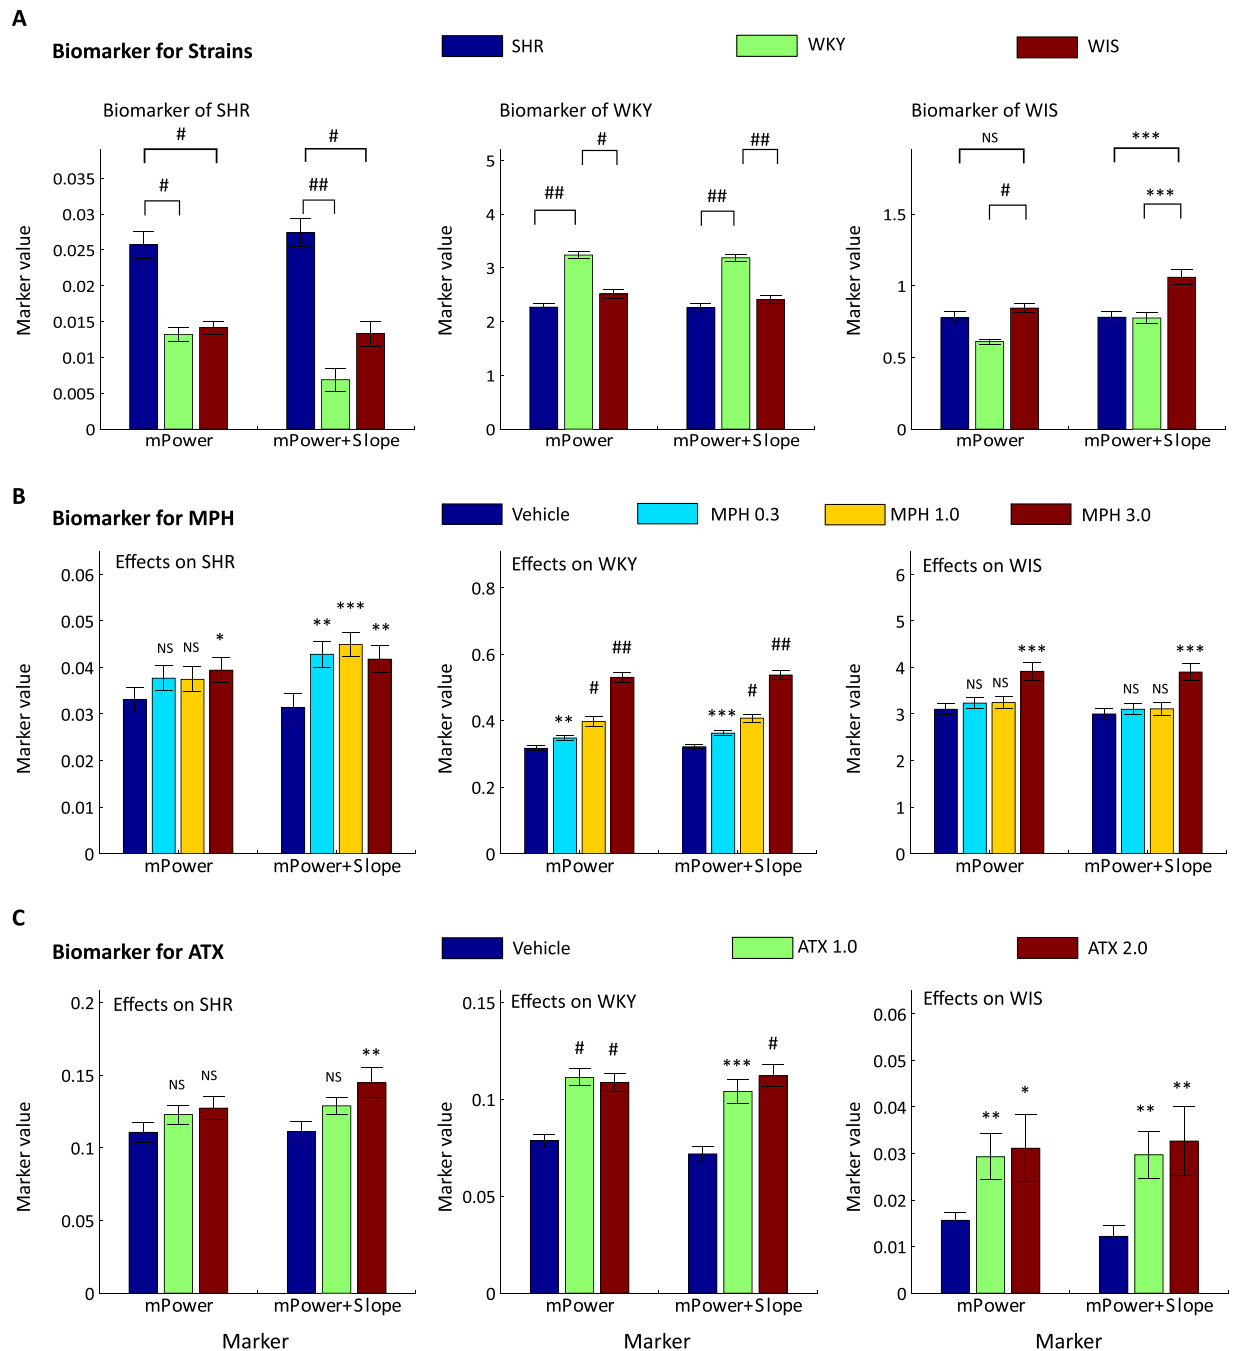 A
Biomarker for Strains
SHR
WKY
WIS
Biomarker of SHR
Biomarker of WKY
Biomarker of WIS
# #
# ##
# ##
## ##
NS ***
# ***
Marker value
0.035
0.03
0.025
0.02
0.015
0.01
0.005
0
mPower
mPower+Slope
Marker value
5
4
3
2
1
0
mPower
mPower+Slope
Marker value
1.5
1
0.5
0
mPower
mPower+Slope
B
Biomarker for MPH
Vehicle
MPH 0.3
MPH 1.0
MPH 3.0
Effects on SHR
Marker value
0.06
0.05
0.04
0.03
0.02
0.01
0
NS NS * ** *** **
mPower
mPower+Slope
Effects on WKY
Marker value
0.8
0.6
0.4
0.2
0
** # ## *** # ##
mPower
mPower+Slope
Effects on WIS
Marker value
6
5
4
3
2
1
0
NS NS *** NS NS ***
mPower
mPower+Slope
C
Biomarker for ATX
Vehicle
ATX 1.0
ATX 2.0
Effects on SHR
Marker value
0.2
0.15
0.1
0.05
0
NS NS NS **
mPower
mPower+Slope
Marker
Effects on WKY
Marker value
0.15
0.1
0.05
0
# # *** #
mPower
mPower+Slope
Marker
Effects on WIS
Marker value
0.06
0.05
0.04
0.03
0.02
0.01
0
** * ** **
mPower
mPower+Slope
Marker